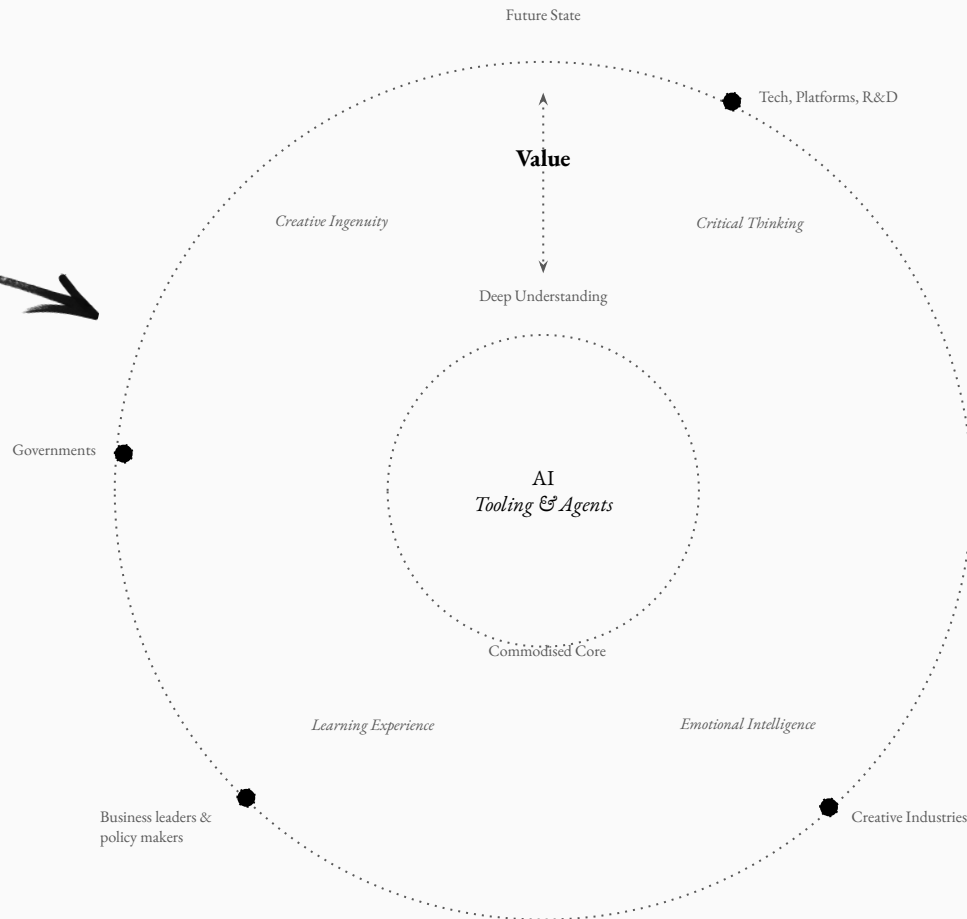 Future State
Tech, Platforms, R&D
Value
Creative Ingenuity
Critical Thinking
Deep Understanding
Governments
AI
Tooling & Agents
Commodised Core
Learning Experience
Emotional Intelligence
Business leaders &
policy makers
Creative Industries